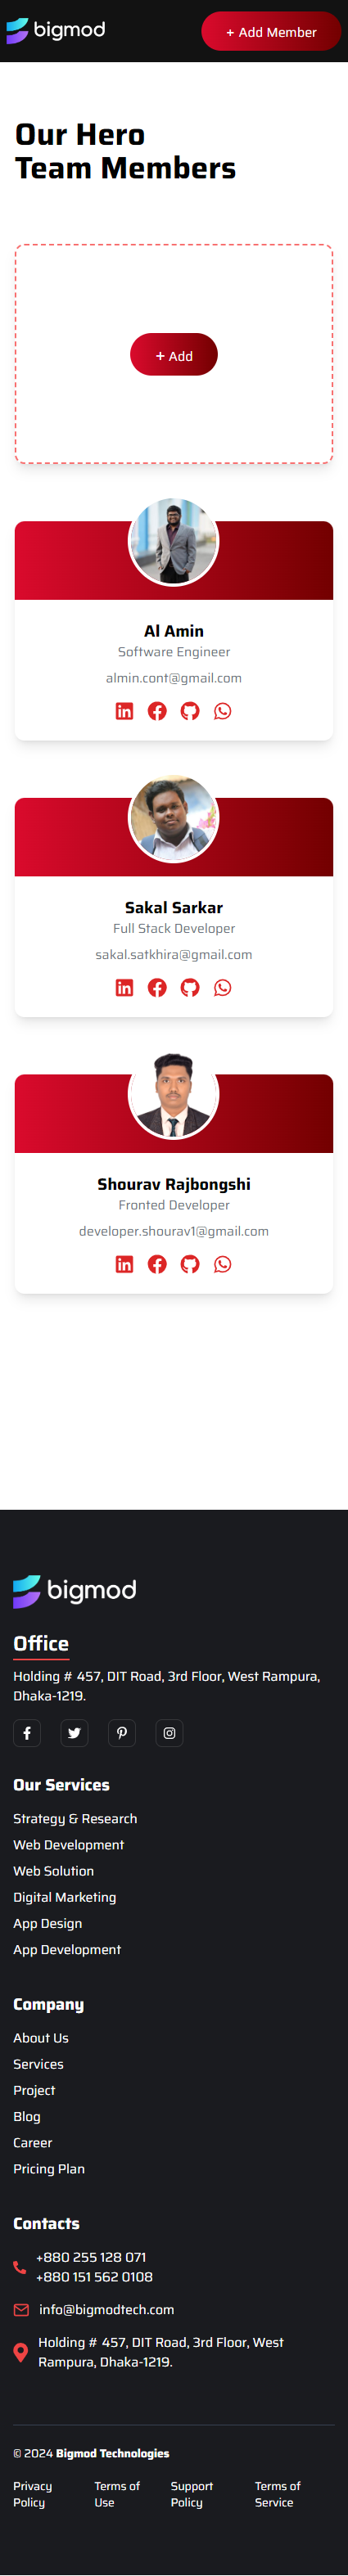 bigmod
+ Add Member
Our Hero
Team Members
+ Add
Al Amin
Software Engineer
almin.cont@gmail.com
Sakal Sarkar
Full Stack Developer
sakal.satkhira@gmail.com
Shourav Rajbongshi
Fronted Developer
developer.shourav1@gmail.com
bigmod
Office
Holding # 457, DIT Road, 3rd Floor, West Rampura,
Dhaka-1219.
Our Services
Strategy & Research
Web Development
Web Solution
Digital Marketing
App Design
App Development
Company
About Us
Services
Project
Blog
Career
Pricing Plan
Contacts
+880 255 128 071
+880 151 562 0108
info@bigmodtech.com
Holding # 457, DIT Road, 3rd Floor, West
Rampura, Dhaka-1219.
© 2024 Bigmod Technologies
Privacy Policy
Terms of Use
Support Policy
Terms of Service